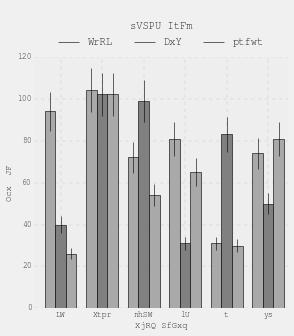 sVSPU ItFm
WrRL DxY ptfwt
120
100
80
60
40
20
0
Ocx JF
LW Xtpr nhSW lU t ys
XjRQ SfGxq